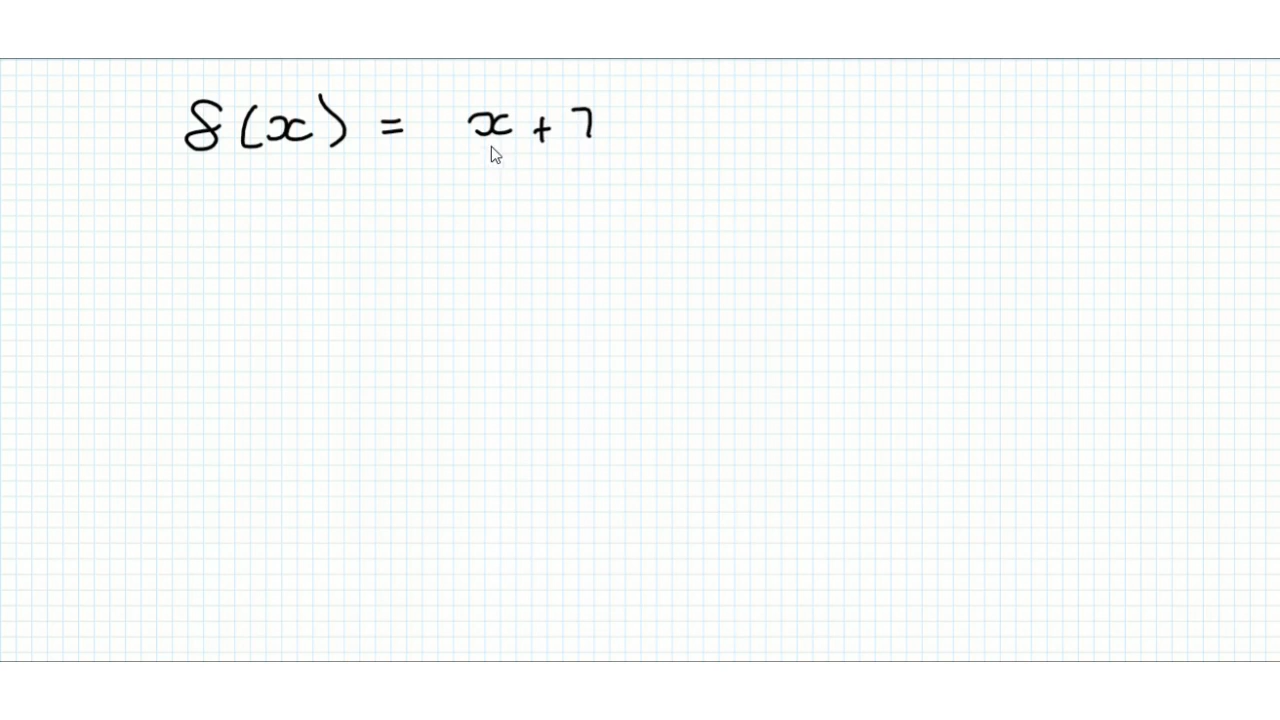 f(x) = x + 7